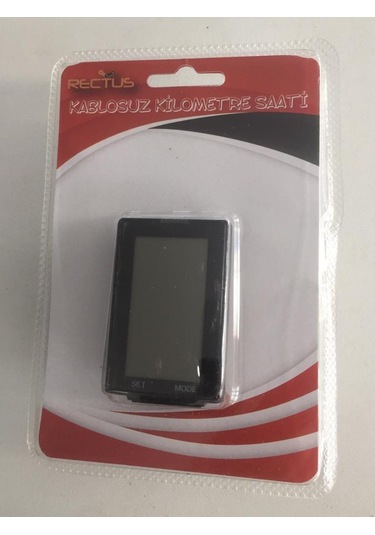 RECTUS
KABLOSUZ KİLOMETRE SAATİ
SET MODE